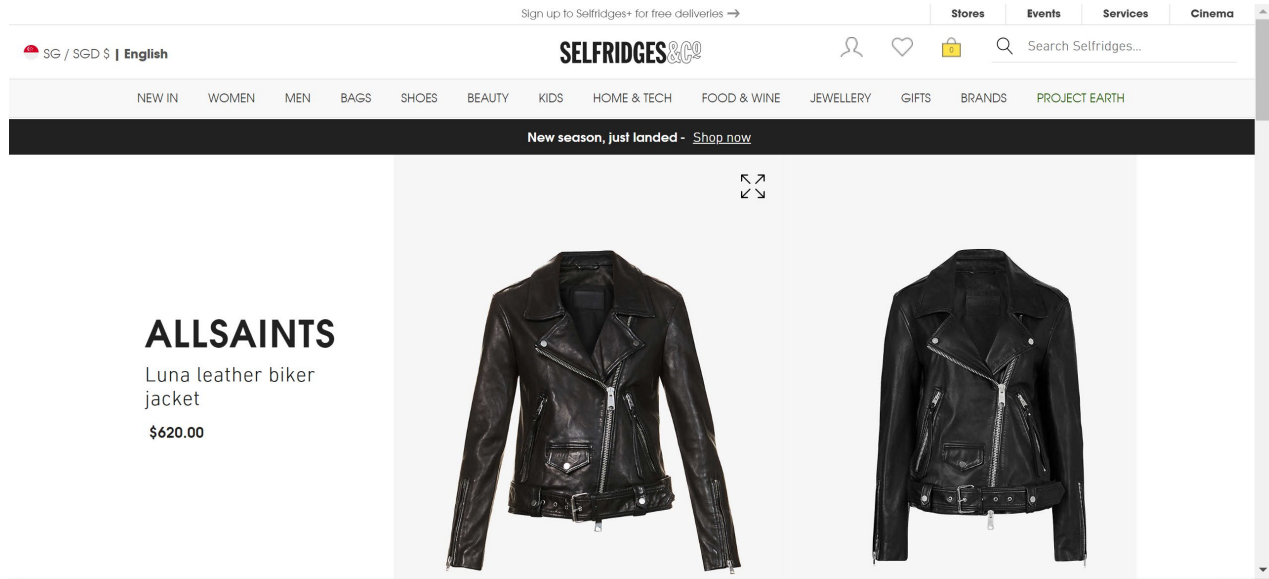 Sign up to Selfridges+ for free deliveries →
Stores Events Services Cinema
SG / SGD $ | English
SELFRIDGES&CO
0
Search Selfridges...
NEW IN WOMEN MEN BAGS SHOES BEAUTY KIDS HOME & TECH FOOD & WINE JEWELLERY GIFTS BRANDS PROJECT EARTH
New season, just landed - Shop now
ALLSAINTS
Luna leather biker
jacket
$620.00